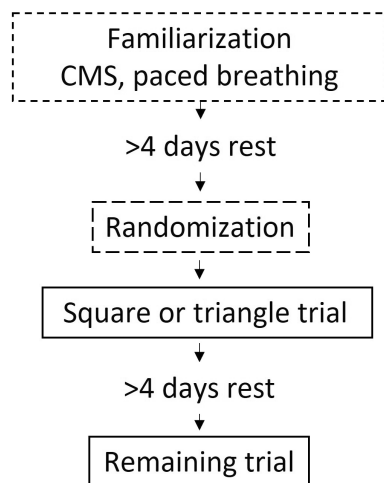 Familiarization
CMS, paced breathing
>4 days rest
Randomization
Square or triangle trial
>4 days rest
Remaining trial